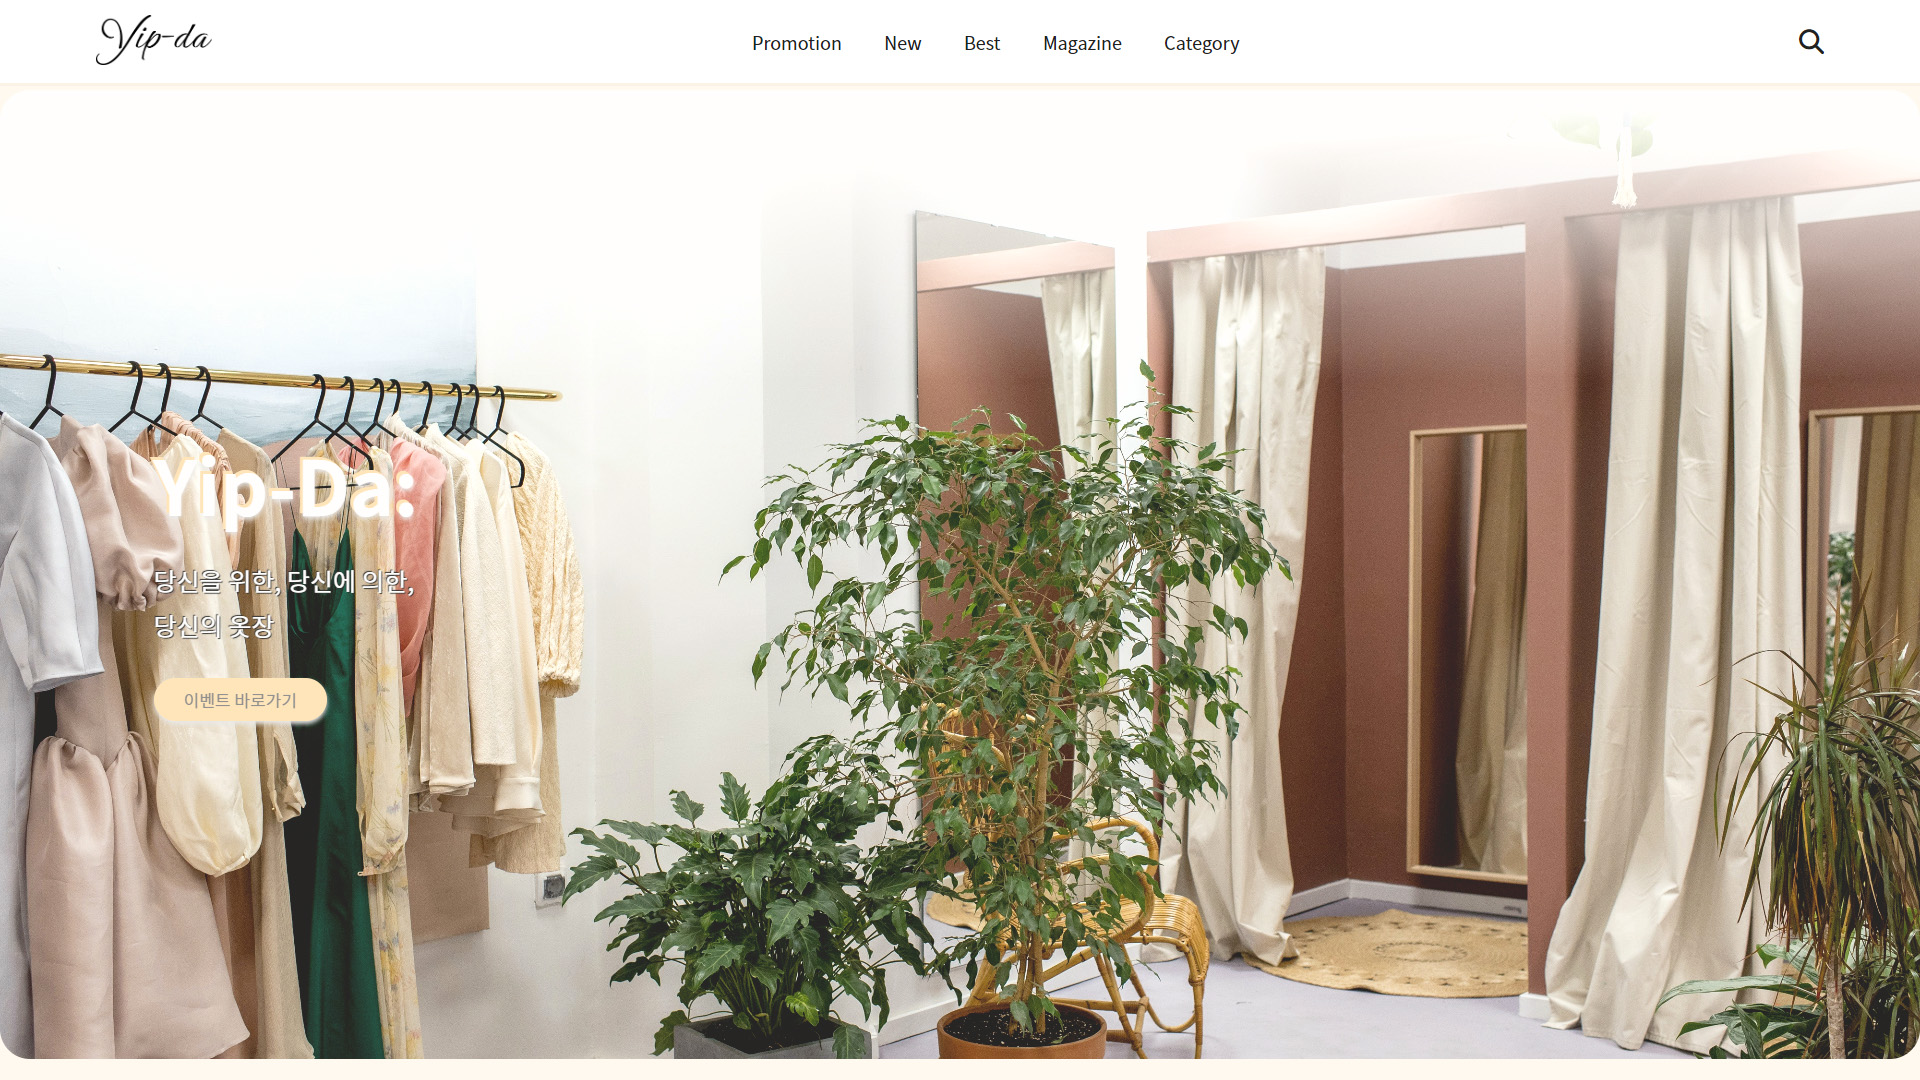 Yip-da
Promotion
New
Best
Magazine
Category
Yip-Da:
당신을 위한, 당신에 의한,
당신의 옷장
이벤트 바로가기